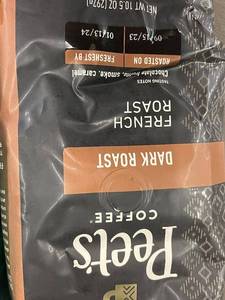 Peet's
COFFEE
DARK ROAST
FRENCH
ROAST
TASTING NOTES
Chocolate truffle, smoke, caramel
ROASTED ON
FRESHEST BY
09/15/23
01/13/24
NET WT 10.5 OZ (297g)